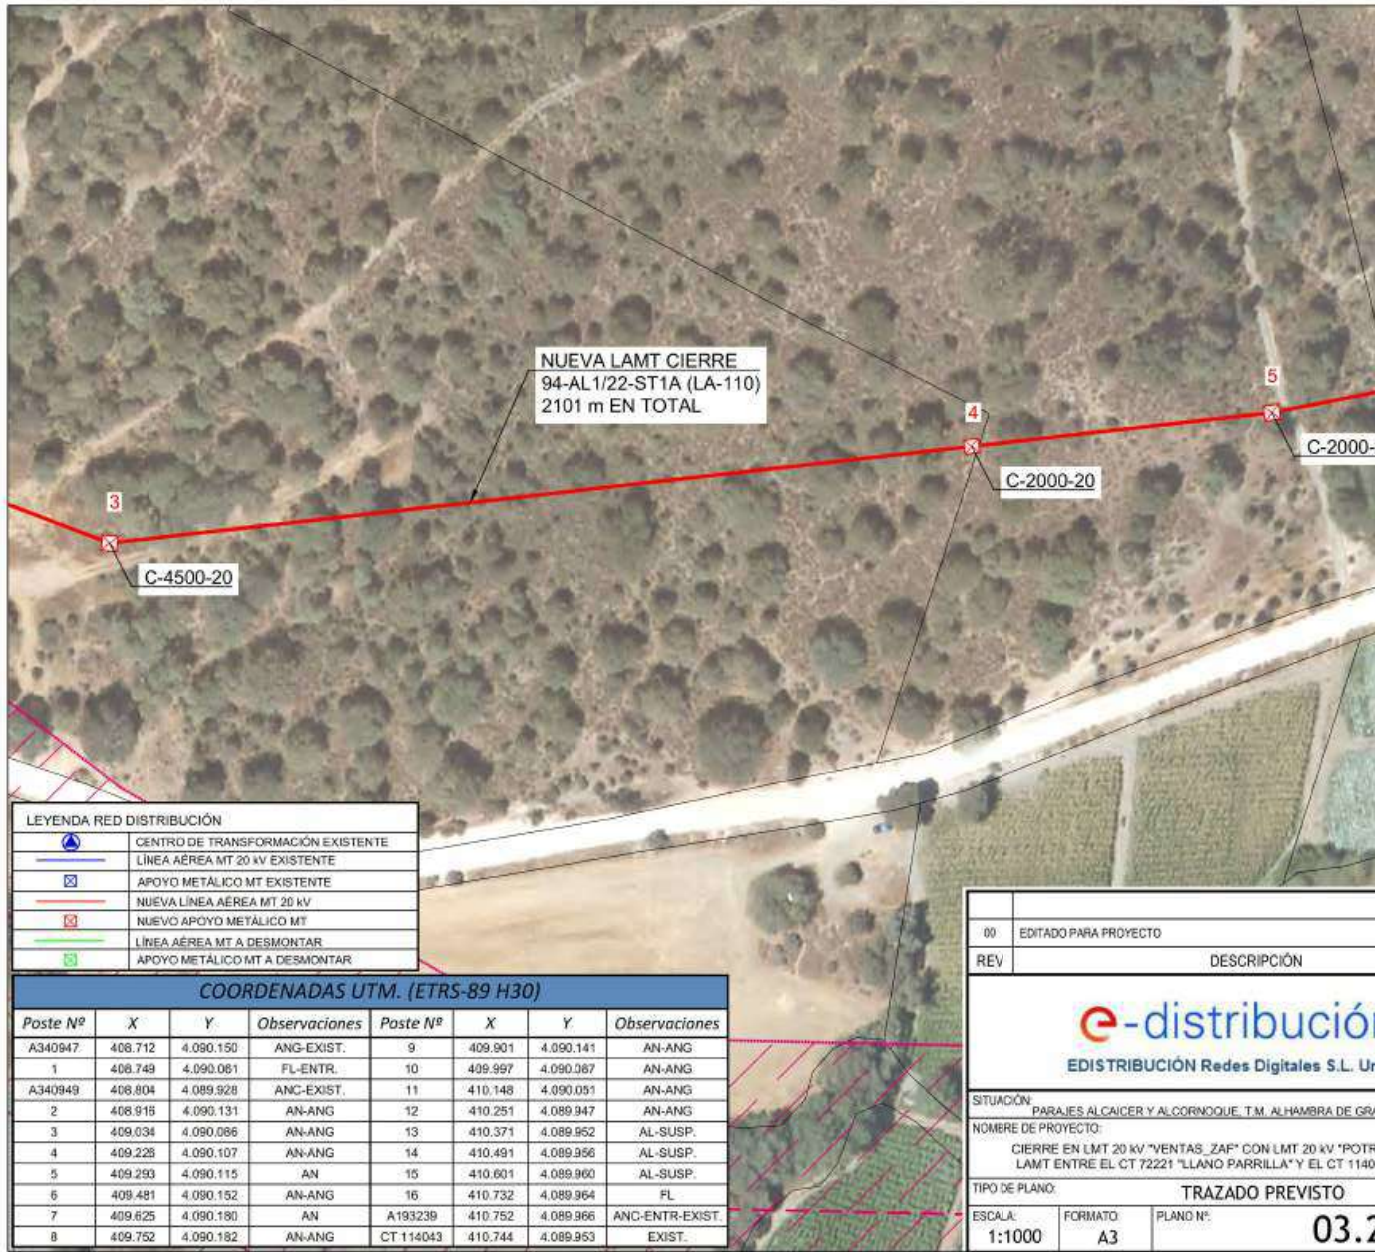 NUEVA LAMT CIERRE
94-AL1/22-ST1A (LA-110)
2101 m EN TOTAL
3
C-4500-20
4
C-2000-20
5
C-2000-
LEYENDA RED DISTRIBUCIÓN
CENTRO DE TRANSFORMACIÓN EXISTENTE
LÍNEA AÉREA MT 20 kV EXISTENTE
APOYO METÁLICO MT EXISTENTE
NUEVA LÍNEA AÉREA MT 20 kV
NUEVO APOYO METÁLICO MT
LÍNEA AÉREA MT A DESMONTAR
APOYO METÁLICO MT A DESMONTAR
COORDENADAS UTM. (ETRS-89 H30)
Poste Nº X Y Observaciones Poste Nº X Y Observaciones
A340947 408.712 4.090.150 ANG-EXIST. 9 409.901 4.090.141 AN-ANG
1 408.749 4.090.061 FL-ENTR. 10 409.997 4.090.067 AN-ANG
A340949 408.804 4.089.928 ANC-EXIST. 11 410.148 4.090.051 AN-ANG
2 408.916 4.090.131 AN-ANG 12 410.251 4.089.947 AN-ANG
3 409.034 4.090.086 AN-ANG 13 410.371 4.089.952 AL-SUSP.
4 409.226 4.090.107 AN-ANG 14 410.491 4.089.956 AL-SUSP.
5 409.293 4.090.115 AN 15 410.601 4.089.960 AL-SUSP.
6 409.481 4.090.152 AN-ANG 16 410.732 4.089.964 FL
7 409.625 4.090.180 AN A193239 410.752 4.089.966 ANC-ENTR-EXIST.
8 409.752 4.090.182 AN-ANG CT 114043 410.744 4.089.953 EXIST.
00 EDITADO PARA PROYECTO
REV DESCRIPCIÓN
e-distribución
EDISTRIBUCIÓN Redes Digitales S.L. Un
SITUACIÓN:
PARAJES ALCAICER Y ALCORNOQUE, T.M. ALHAMBRA DE GRA
NOMBRE DE PROYECTO:
CIERRE EN LMT 20 kV "VENTAS_ZAF" CON LMT 20 kV "POTR
LAMT ENTRE EL CT 72221 "LLANO PARRILLA" Y EL CT 1140
TIPO DE PLANO: TRAZADO PREVISTO
ESCALA: FORMATO: PLANO Nº:
1:1000 A3 03.2